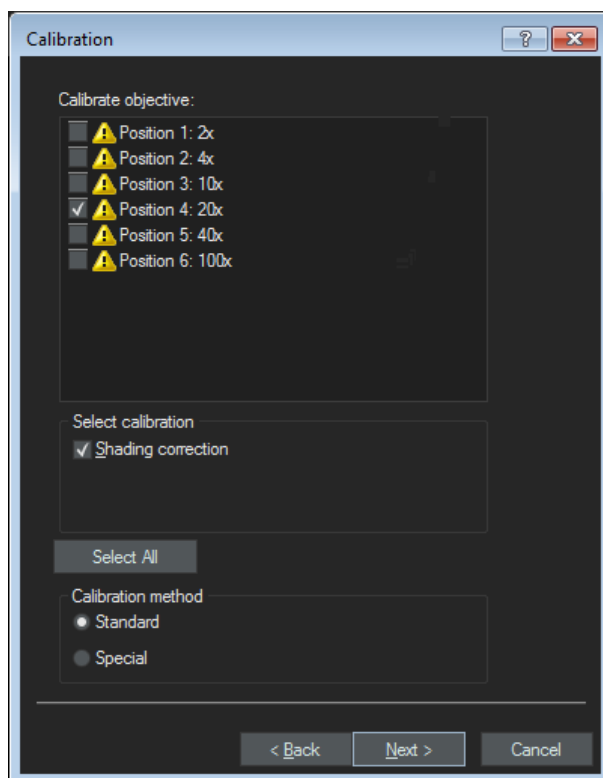 Calibration
Calibrate objective:
Position 1: 2x
Position 2: 4x
Position 3: 10x
Position 4: 20x
Position 5: 40x
Position 6: 100x
Select calibration
Shading correction
Select All
Calibration method
Standard
Special
< Back Next > Cancel